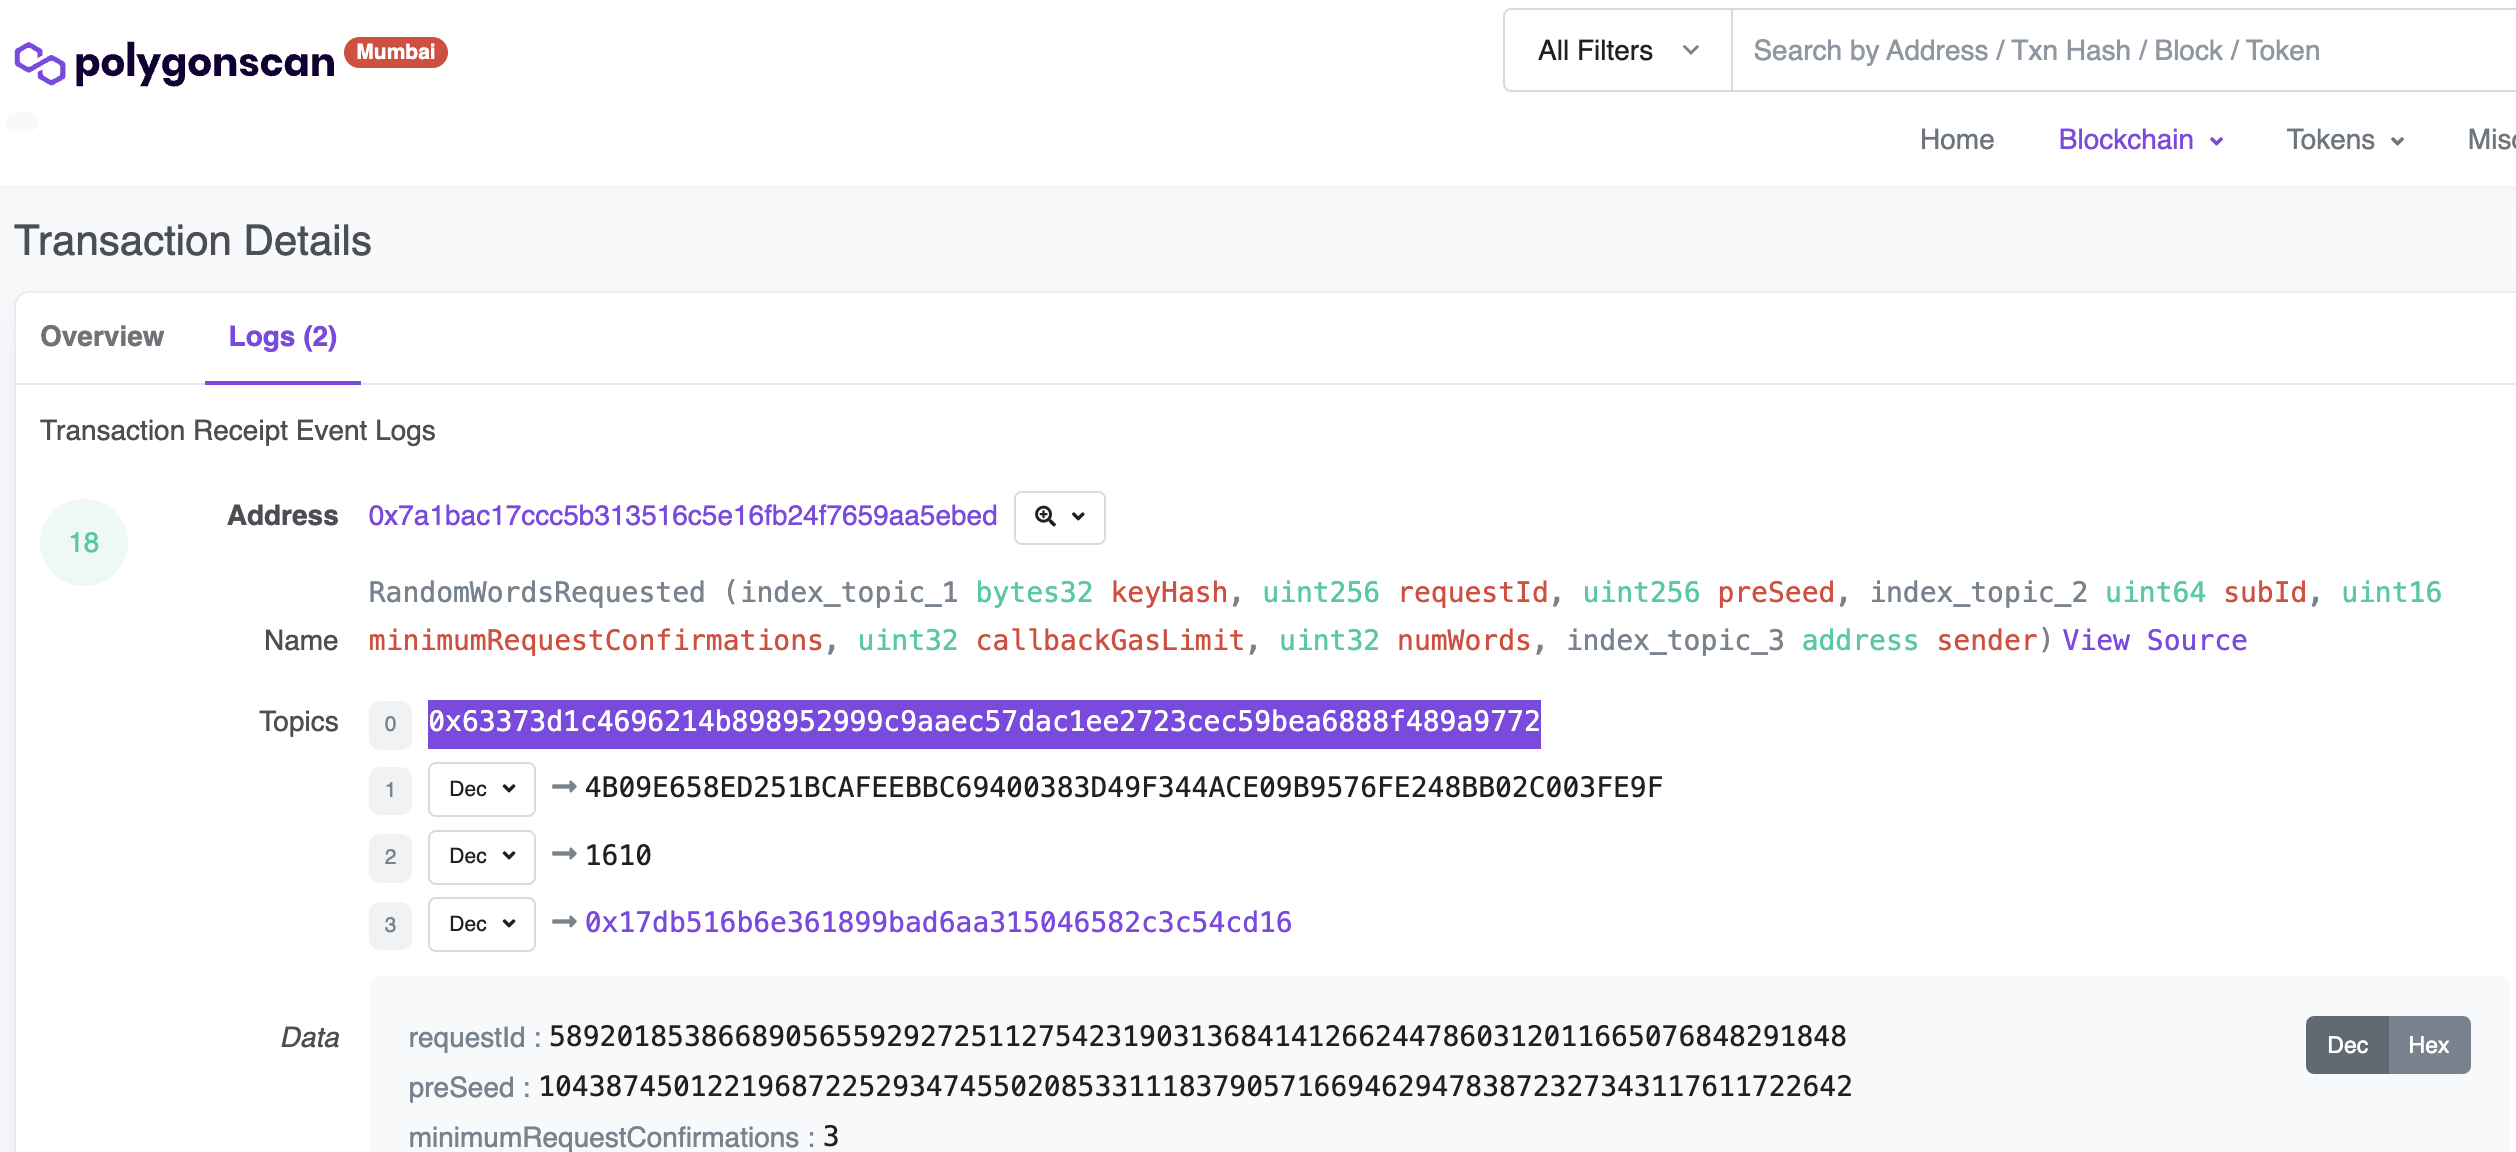 polygonscan Mumbai
All Filters Search by Address / Txn Hash / Block / Token
Home Blockchain Tokens
Transaction Details
Overview Logs (2)
Transaction Receipt Event Logs
18
Address 0x7a1bac17ccc5b313516c5e16fb24f7659aa5ebed
RandomWordsRequested (index_topic_1 bytes32 keyHash, uint256 requestId, uint256 preSeed, index_topic_2 uint64 subId, uint16
Name minimumRequestConfirmations, uint32 callbackGasLimit, uint32 numWords, index_topic_3 address sender) View Source
Topics 0 0x63373d1c4696214b898952999c9aaec57dac1ee2723cec59bea6888f489a9772
1 Dec 4B09E658ED251BCAFEEBBC69400383D49F344ACE09B9576FE248BB02C003FE9F
2 Dec 1610
3 Dec 0x17db516b6e361899bad6aa315046582c3c54cd16
Data requestId : 58920185386689056559292725112754231903136841412662447860312011665076848291848
Dec Hex
preSeed : 104387450122196872252934745502085331118379057166946294783872327343117611722642
minimumRequestConfirmations : 3